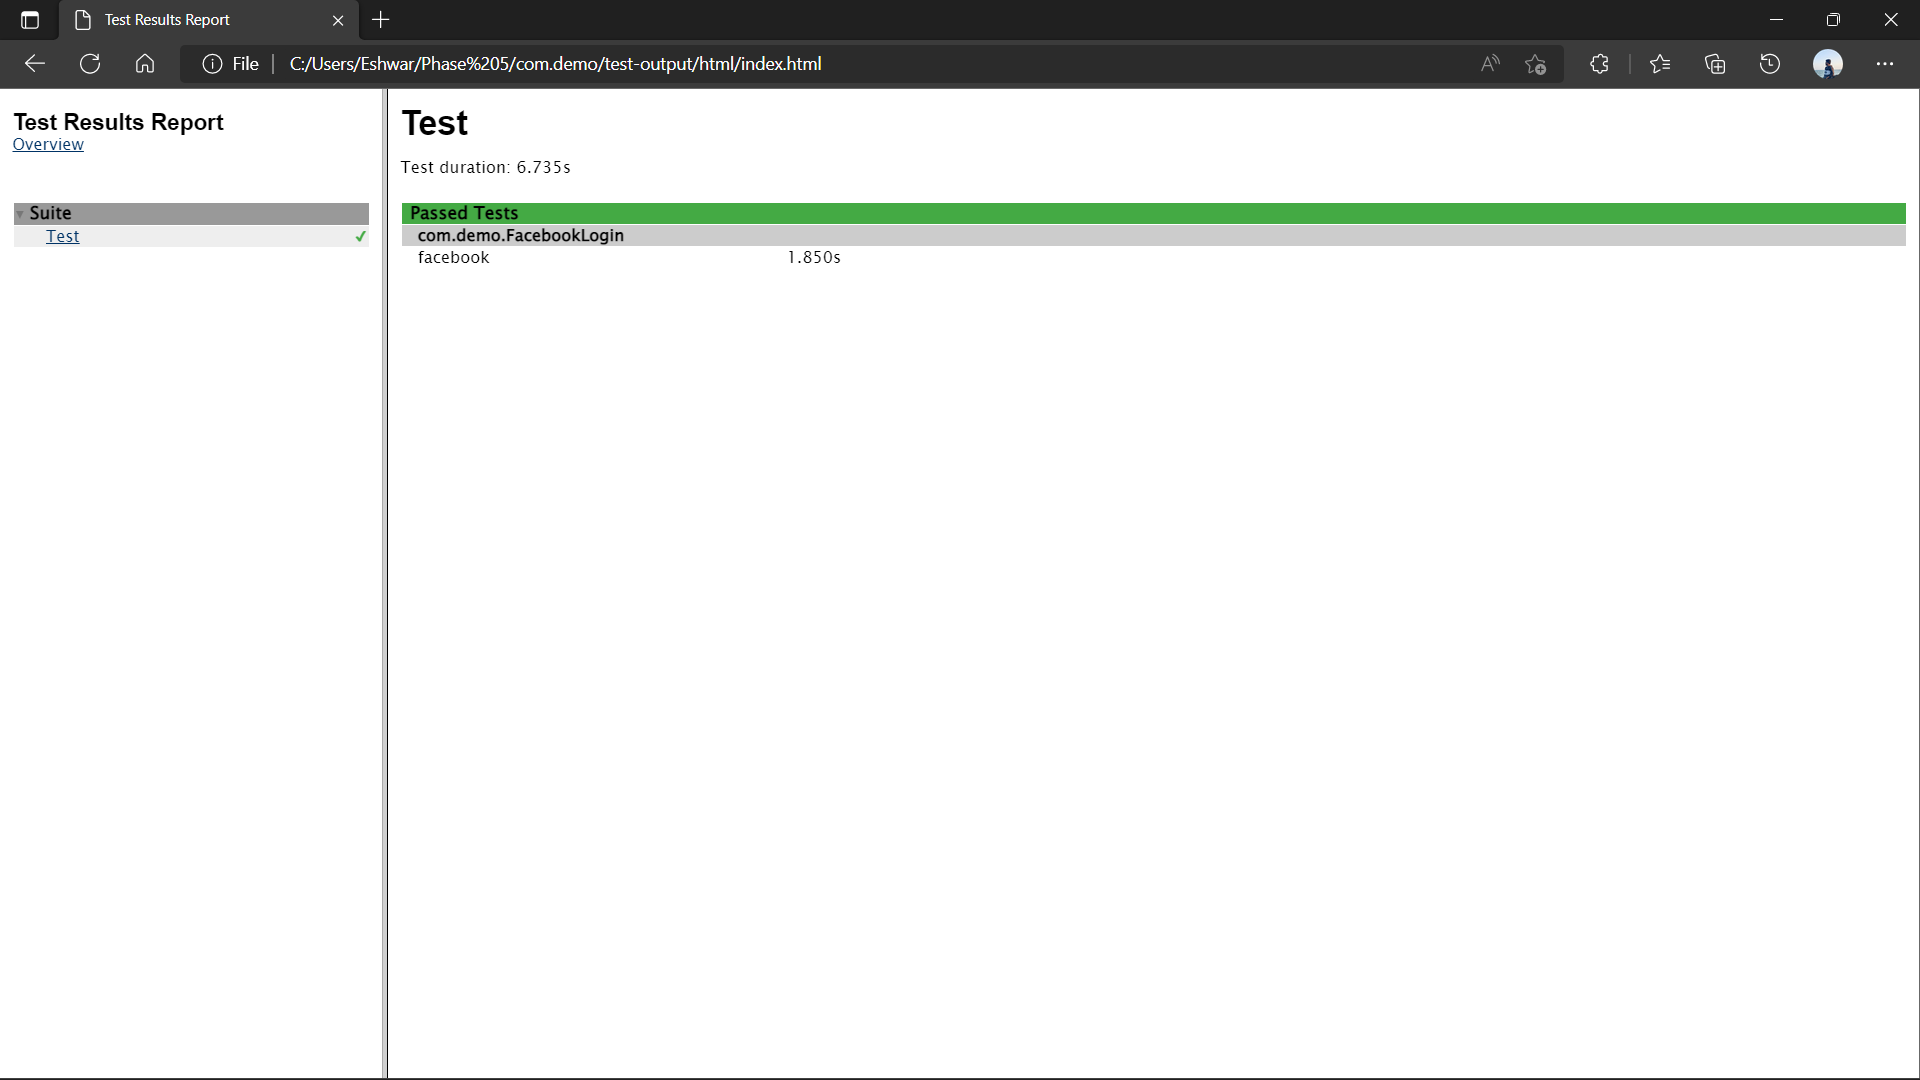 Test Results Report
File
C:/Users/Eshwar/Phase%205/com.demo/test-output/html/index.html
Test Results Report
Overview
Suite
Test
Test
Test duration: 6.735s
Passed Tests
com.demo.FacebookLogin
facebook 1.850s